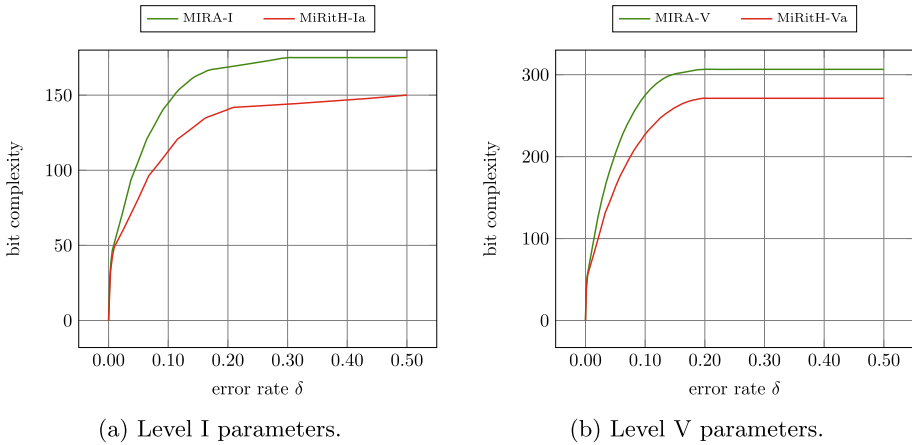 MIRA-I MiRitH-Ia
150
100
50
0
bit complexity
0.00 0.10 0.20 0.30 0.40 0.50
error rate δ
(a) Level I parameters.
MIRA-V MiRitH-Va
300
200
100
0
bit complexity
0.00 0.10 0.20 0.30 0.40 0.50
error rate δ
(b) Level V parameters.